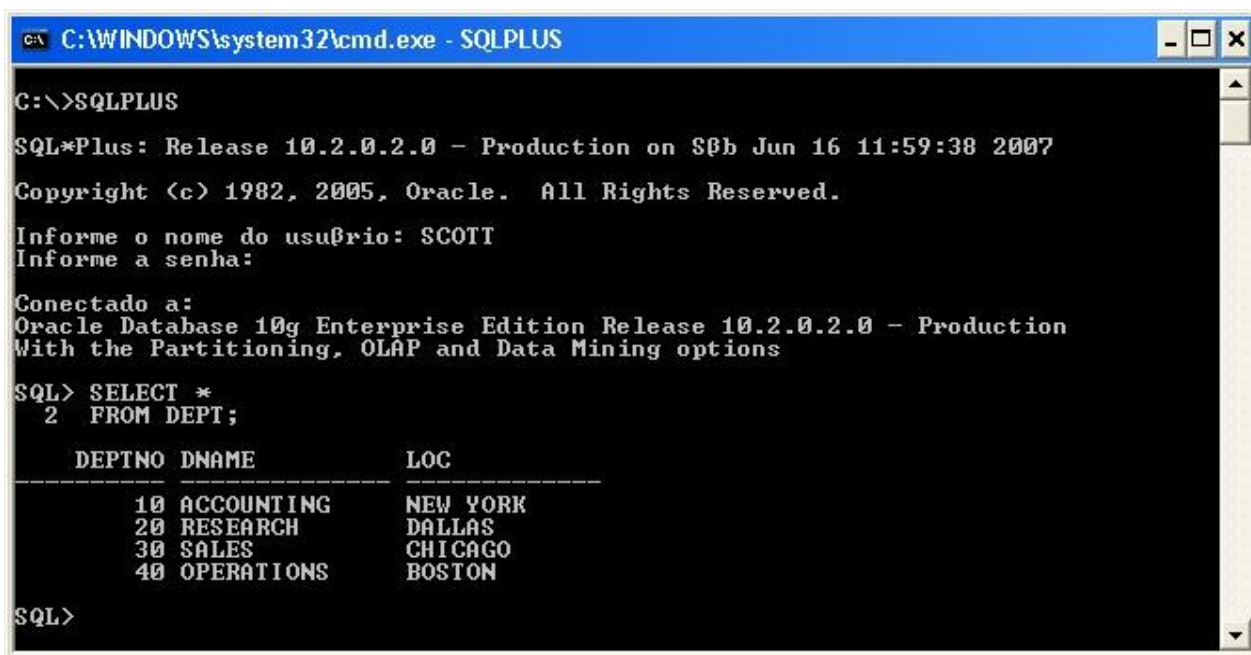 C:\WINDOWS\system32\cmd.exe - SQLPLUS
C:\>SQLPLUS
SQL*Plus: Release 10.2.0.2.0 - Production on Sβb Jun 16 11:59:38 2007
Copyright (c) 1982, 2005, Oracle.  All Rights Reserved.
Informe o nome do usuβrio: SCOTT
Informe a senha:
Conectado a:
Oracle Database 10g Enterprise Edition Release 10.2.0.2.0 - Production
With the Partitioning, OLAP and Data Mining options
SQL> SELECT *
  2  FROM DEPT;
    DEPTNO DNAME          LOC
---------- -------------- -------------
        10 ACCOUNTING     NEW YORK
        20 RESEARCH       DALLAS
        30 SALES          CHICAGO
        40 OPERATIONS     BOSTON
SQL>